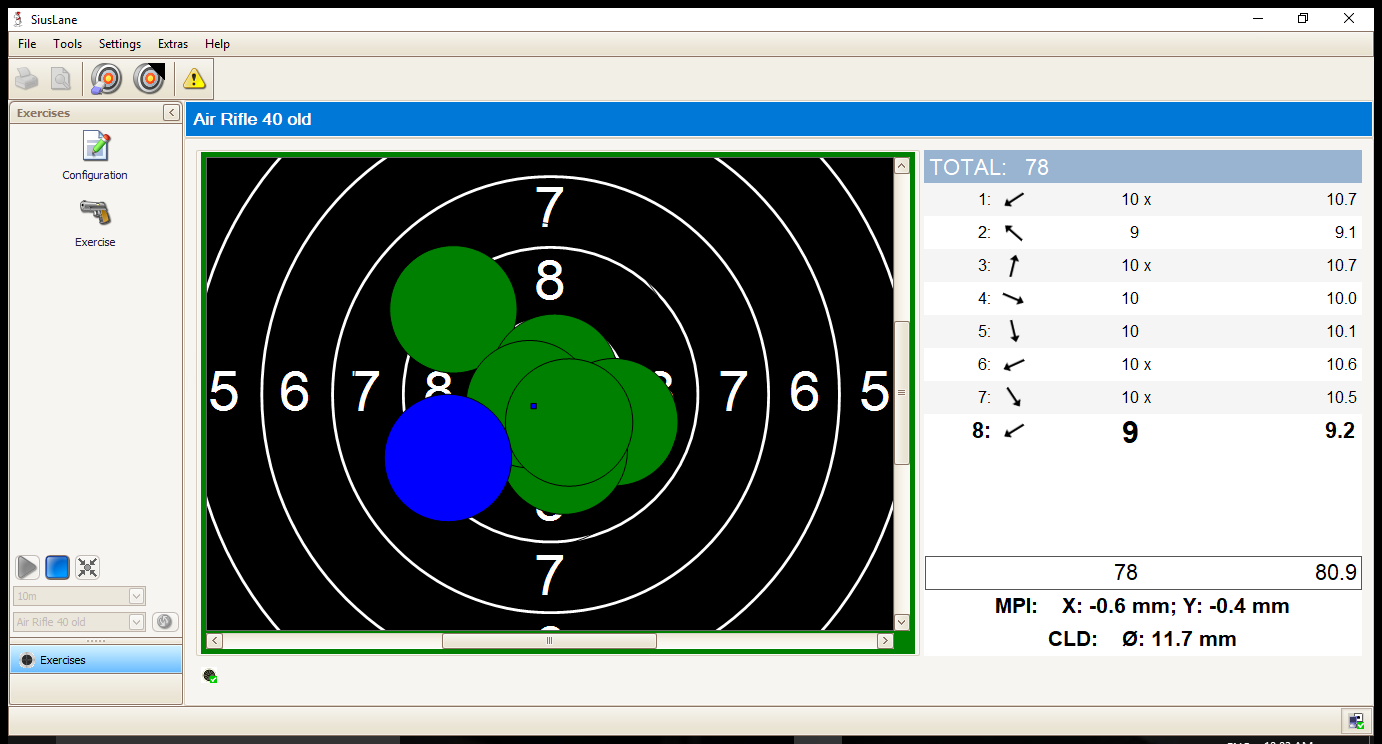 SiusLane
File Tools Settings Extras Help
Exercises
Configuration
Exercise
10m
Air Rifle 40 old
Exercises
Air Rifle 40 old
7
8
5 6 7 8 7 6 5
7
TOTAL: 78
1: 10 x 10.7
2: 9 9.1
3: 10 x 10.7
4: 10 10.0
5: 10 10.1
6: 10 x 10.6
7: 10 x 10.5
8: 9 9.2
78 80.9
MPI: X: -0.6 mm; Y: -0.4 mm
CLD: Ø: 11.7 mm